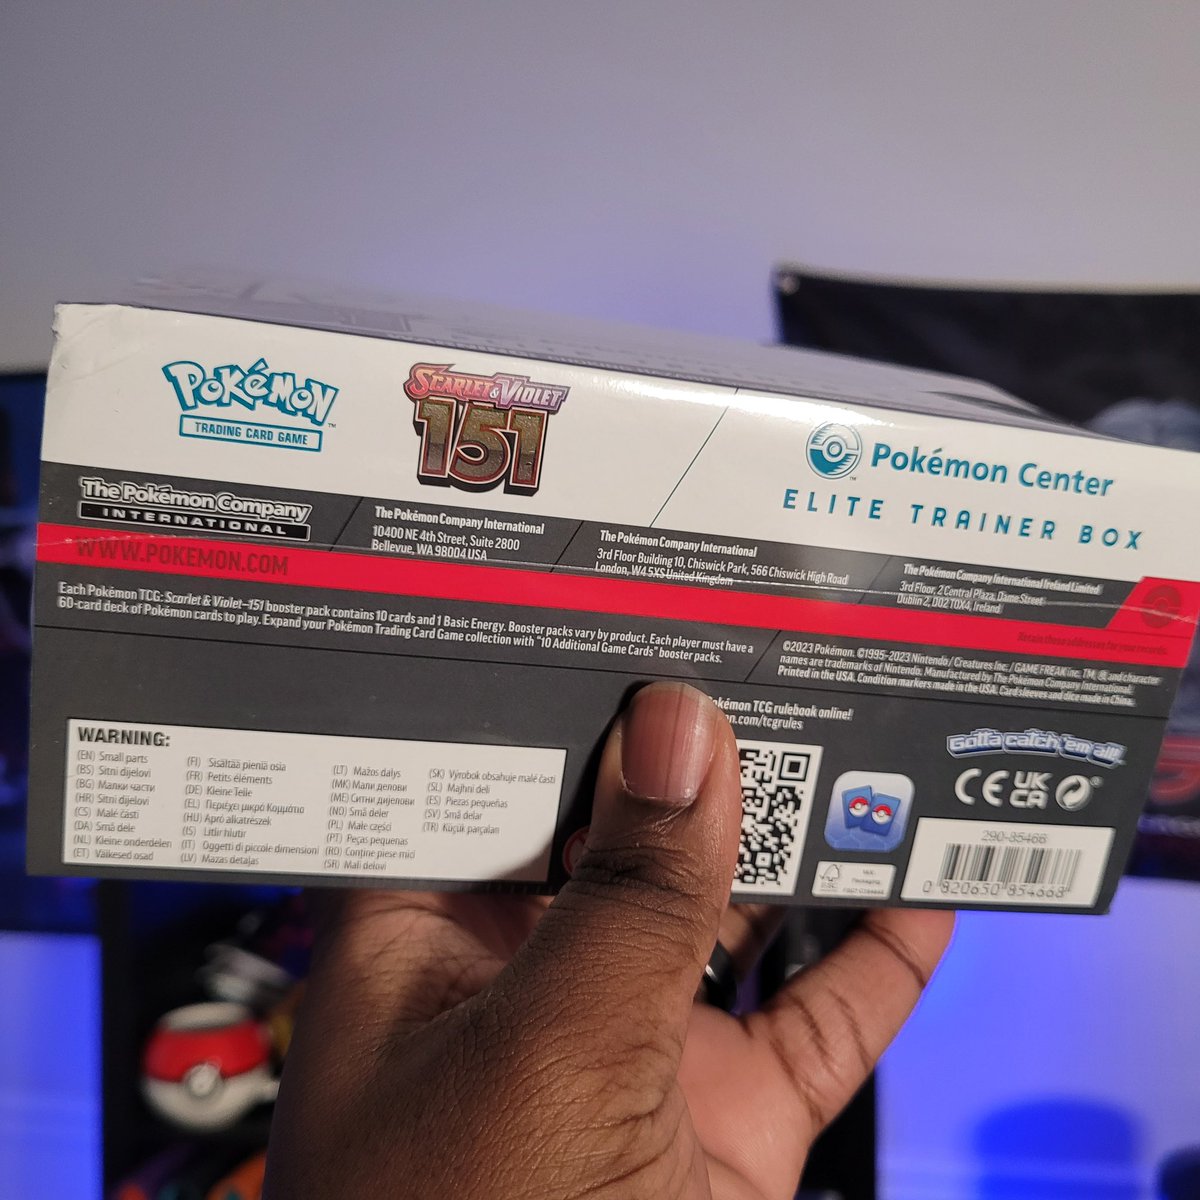 POKéMON™
TRADING CARD GAME
SCARLET & VIOLET
151
Pokémon Center
ELITE TRAINER BOX
The Pokémon Company
INTERNATIONAL
The Pokémon Company International
10400 NE 4th Street, Suite 2800
Bellevue, WA 98004 USA
The Pokémon Company International
3rd Floor Building 10, Chiswick Park, 566 Chiswick High Road
London, W4 5XS United Kingdom
The Pokémon Company International Ireland Limited
3rd Floor, 2 Central Plaza, Dame Street
Dublin 2, D02 T0X4, Ireland
WWW.POKEMON.COM
Retain these addresses for your records.
Each Pokémon TCG: Scarlet & Violet–151 booster pack contains 10 cards and 1 Basic Energy. Booster packs vary by product. Each player must have a
60-card deck of Pokémon cards to play. Expand your Pokémon Trading Card Game collection with "10 Additional Game Cards" booster packs.
©2023 Pokémon. ©1995–2023 Nintendo / Creatures Inc. / GAME FREAK inc. TM, ®, and character
names are trademarks of Nintendo. Manufactured by The Pokémon Company International.
Printed in the USA. Condition markers made in the USA. Card sleeves and dice made in China.
okémon TCG rulebook online!
n.com/tcgrules
WARNING:
(EN) Small parts
(BS) Sitni dijelovi
(BG) Малки части
(HR) Sitni dijelovi
(CS) Malé části
(DA) Små dele
(NL) Kleine onderdelen
(ET) Väikesed osad
(FI) Sisältää pieniä osia
(FR) Petits éléments
(DE) Kleine Teile
(EL) Περιέχει μικρά Κομμάτια
(HU) Apró alkatrészek
(IS) Litlir hlutir
(IT) Oggetti di piccole dimensioni
(LV) Mazas detaļas
(LT) Mažos dalys
(MK) Мали делови
(ME) Ситни дијелови
(NO) Små deler
(PL) Małe części
(PT) Peças pequenas
(RO) Conține piese mici
(SR) Mali delovi
(SK) Výrobok obsahuje malé časti
(SL) Majhni deli
(ES) Piezas pequeñas
(SV) Små delar
(TR) Küçük parçaları
Gotta catch 'em all!
CE UK CA
FSC
MIX
290-85466
0 820650 854668